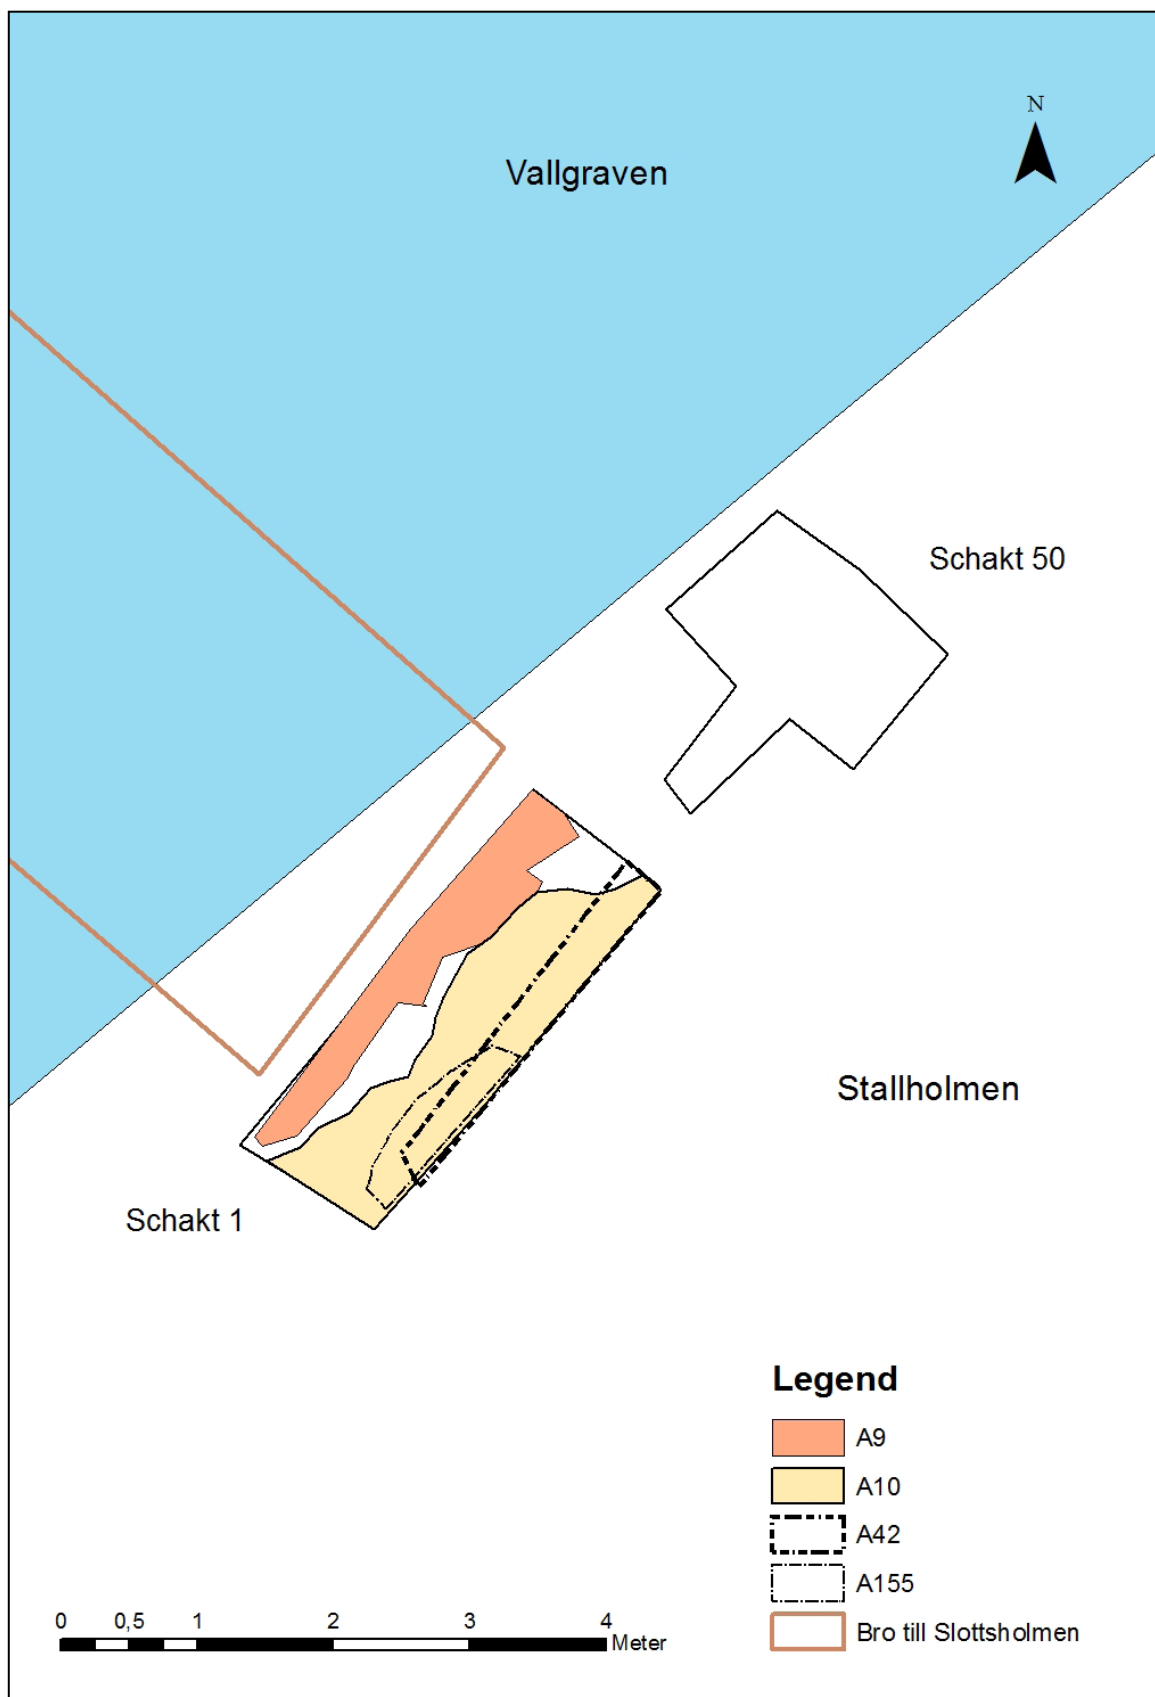 N
Vallgraven
Schakt 50
Stallholmen
Schakt 1
Legend
A9
A10
A42
A155
Bro till Slottsholmen
0 0,5 1 2 3 4
Meter